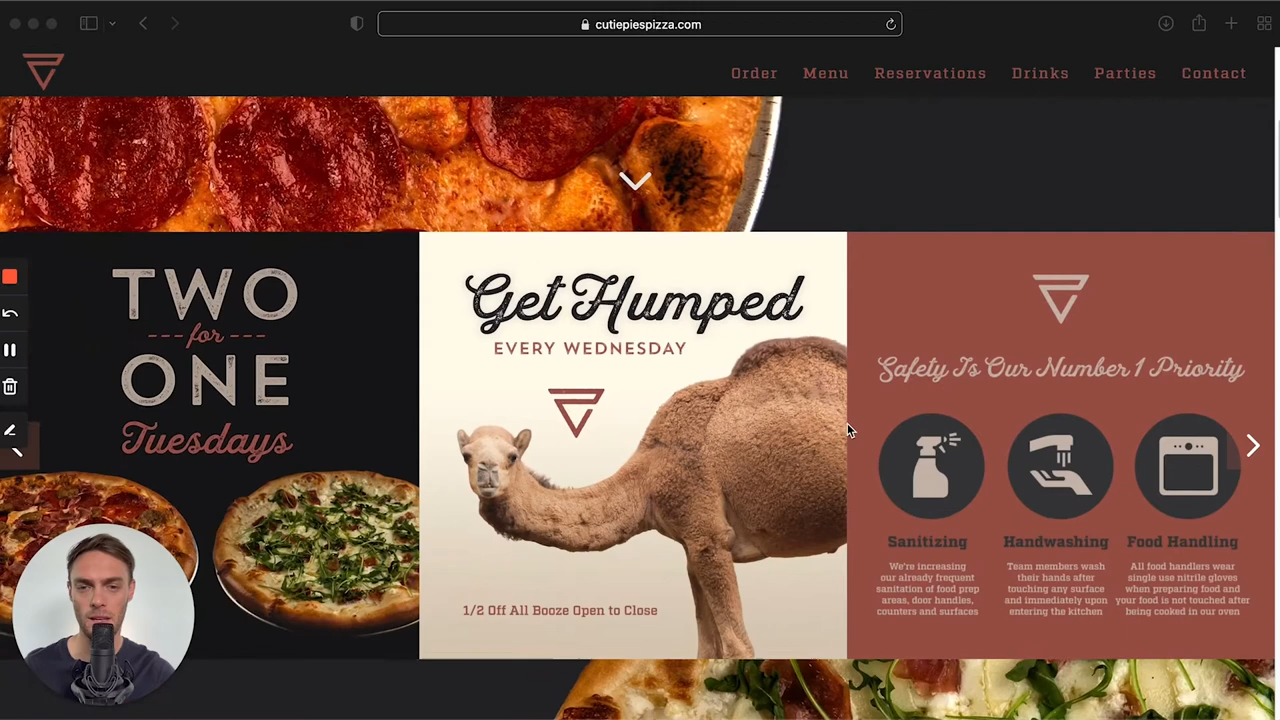 cutiepiespizza.com
Order Menu Reservations Drinks Parties Contact
TWO
for
ONE
Tuesdays
Get Humped
EVERY WEDNESDAY
1/2 Off All Booze Open to Close
Safety Is Our Number 1 Priority
Sanitizing
We're increasing
our already frequent
sanitation of food prep
areas, door handles,
counters and surfaces
Handwashing
Team members wash
their hands after
touching any surface
and immediately upon
entering the kitchen
Food Handling
All food handlers wear
single use nitrile gloves
when preparing food and
your food is not touched after
being cooked in our oven